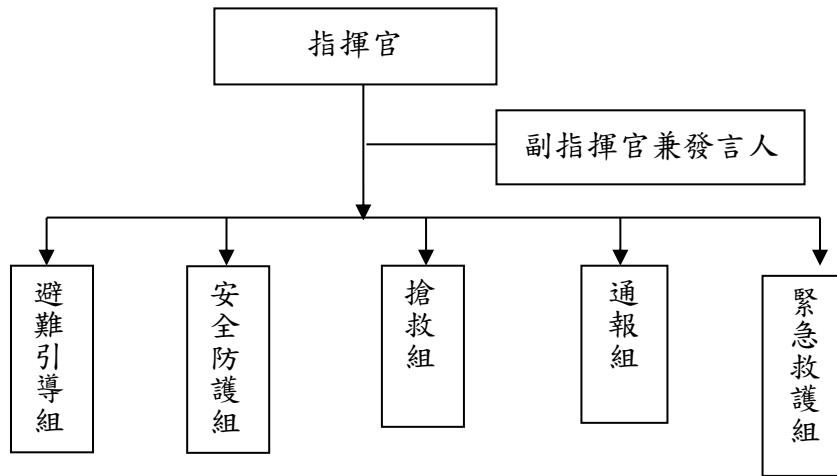 指揮官
副指揮官兼發言人
避難引導組
安全防護組
搶救組
通報組
緊急救護組